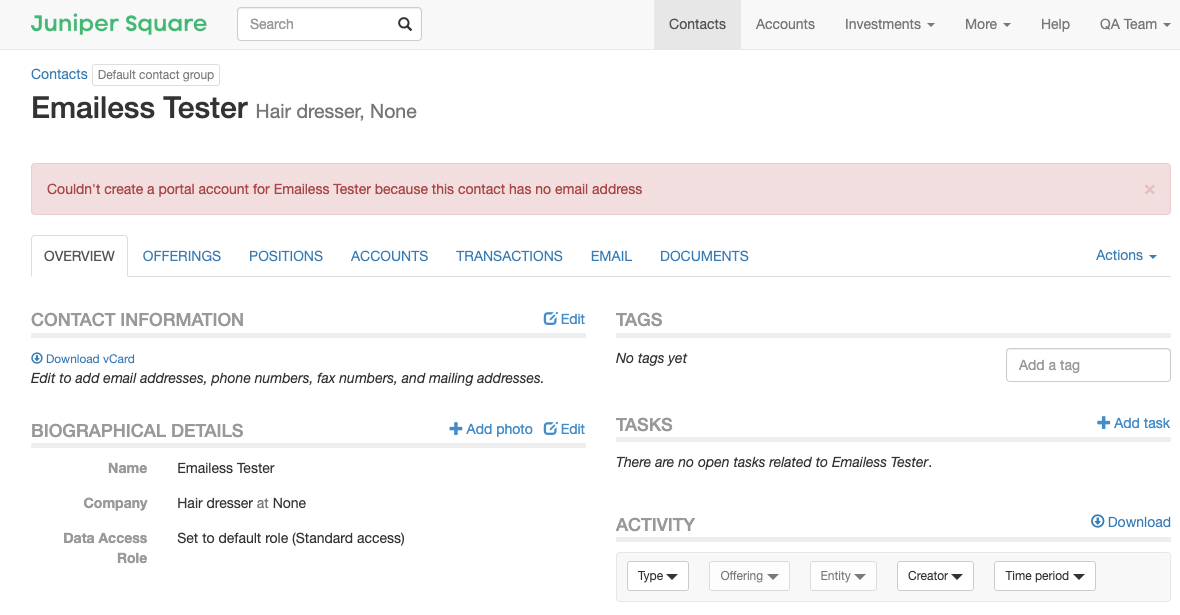 Juniper Square
Search
Contacts
Accounts
Investments
More
Help
QA Team
Contacts Default contact group
Emailess Tester Hair dresser, None
Couldn't create a portal account for Emailess Tester because this contact has no email address ×
OVERVIEW OFFERINGS POSITIONS ACCOUNTS TRANSACTIONS EMAIL DOCUMENTS Actions
CONTACT INFORMATION Edit
Download vCard
Edit to add email addresses, phone numbers, fax numbers, and mailing addresses.
BIOGRAPHICAL DETAILS Add photo Edit
Name Emailess Tester
Company Hair dresser at None
Data Access Role Set to default role (Standard access)
TAGS
No tags yet Add a tag
TASKS Add task
There are no open tasks related to Emailess Tester.
ACTIVITY Download
Type Offering Entity Creator Time period